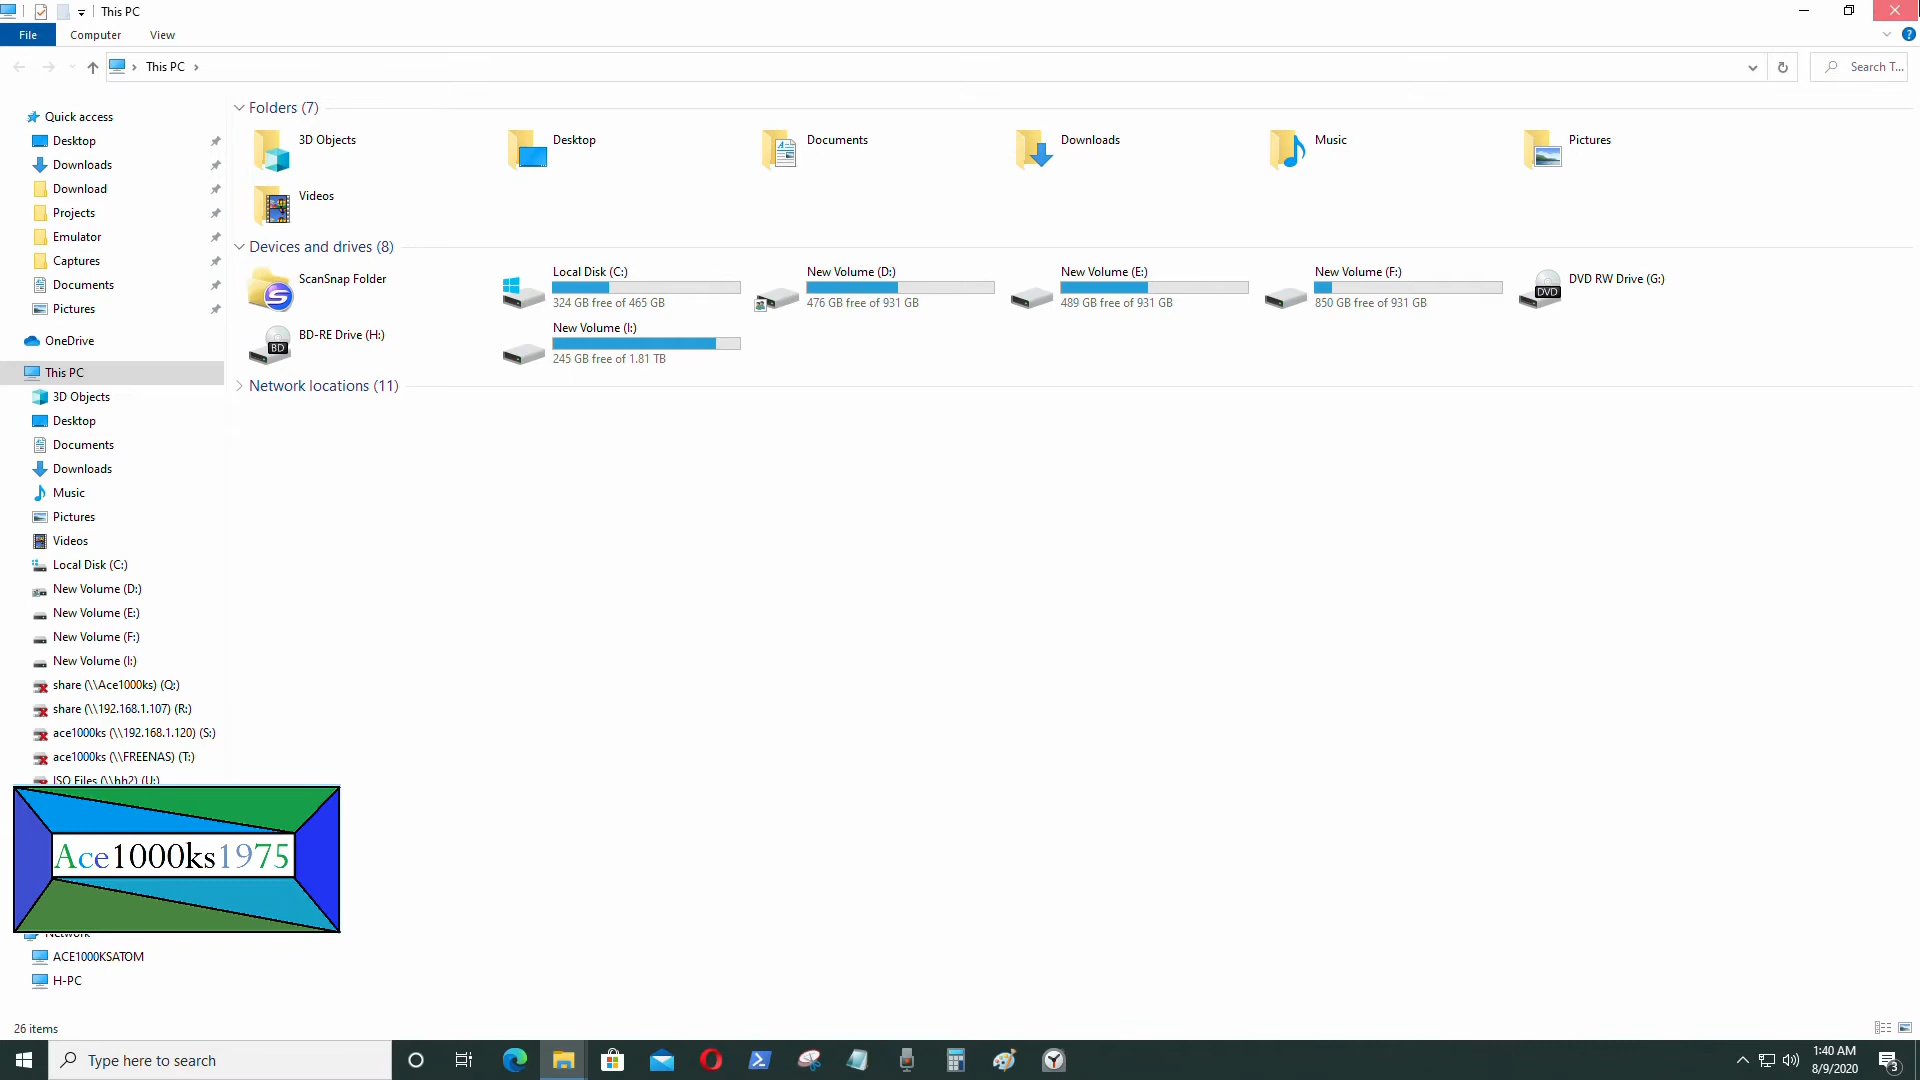 This PC
File
Computer
View
This PC
Search T...
Quick access
Desktop
Downloads
Download
Projects
Emulator
Captures
Documents
Pictures
OneDrive
This PC
3D Objects
Desktop
Documents
Downloads
Music
Pictures
Videos
Local Disk (C:)
New Volume (D:)
New Volume (E:)
New Volume (F:)
New Volume (I:)
share (\\Ace1000ks) (Q:)
share (\\192.168.1.107) (R:)
ace1000ks (\\192.168.1.120) (S:)
ace1000ks (\\FREENAS) (T:)
ISO Files (\\hh2) (U:)
Ace1000ks1975
Network
ACE1000KSATOM
H-PC
Folders (7)
3D Objects
Desktop
Documents
Downloads
Music
Pictures
Videos
Devices and drives (8)
ScanSnap Folder
Local Disk (C:)
324 GB free of 465 GB
New Volume (D:)
476 GB free of 931 GB
New Volume (E:)
489 GB free of 931 GB
New Volume (F:)
850 GB free of 931 GB
DVD
DVD RW Drive (G:)
BD
BD-RE Drive (H:)
New Volume (I:)
245 GB free of 1.81 TB
Network locations (11)
26 items
Type here to search
1:40 AM
8/9/2020
3